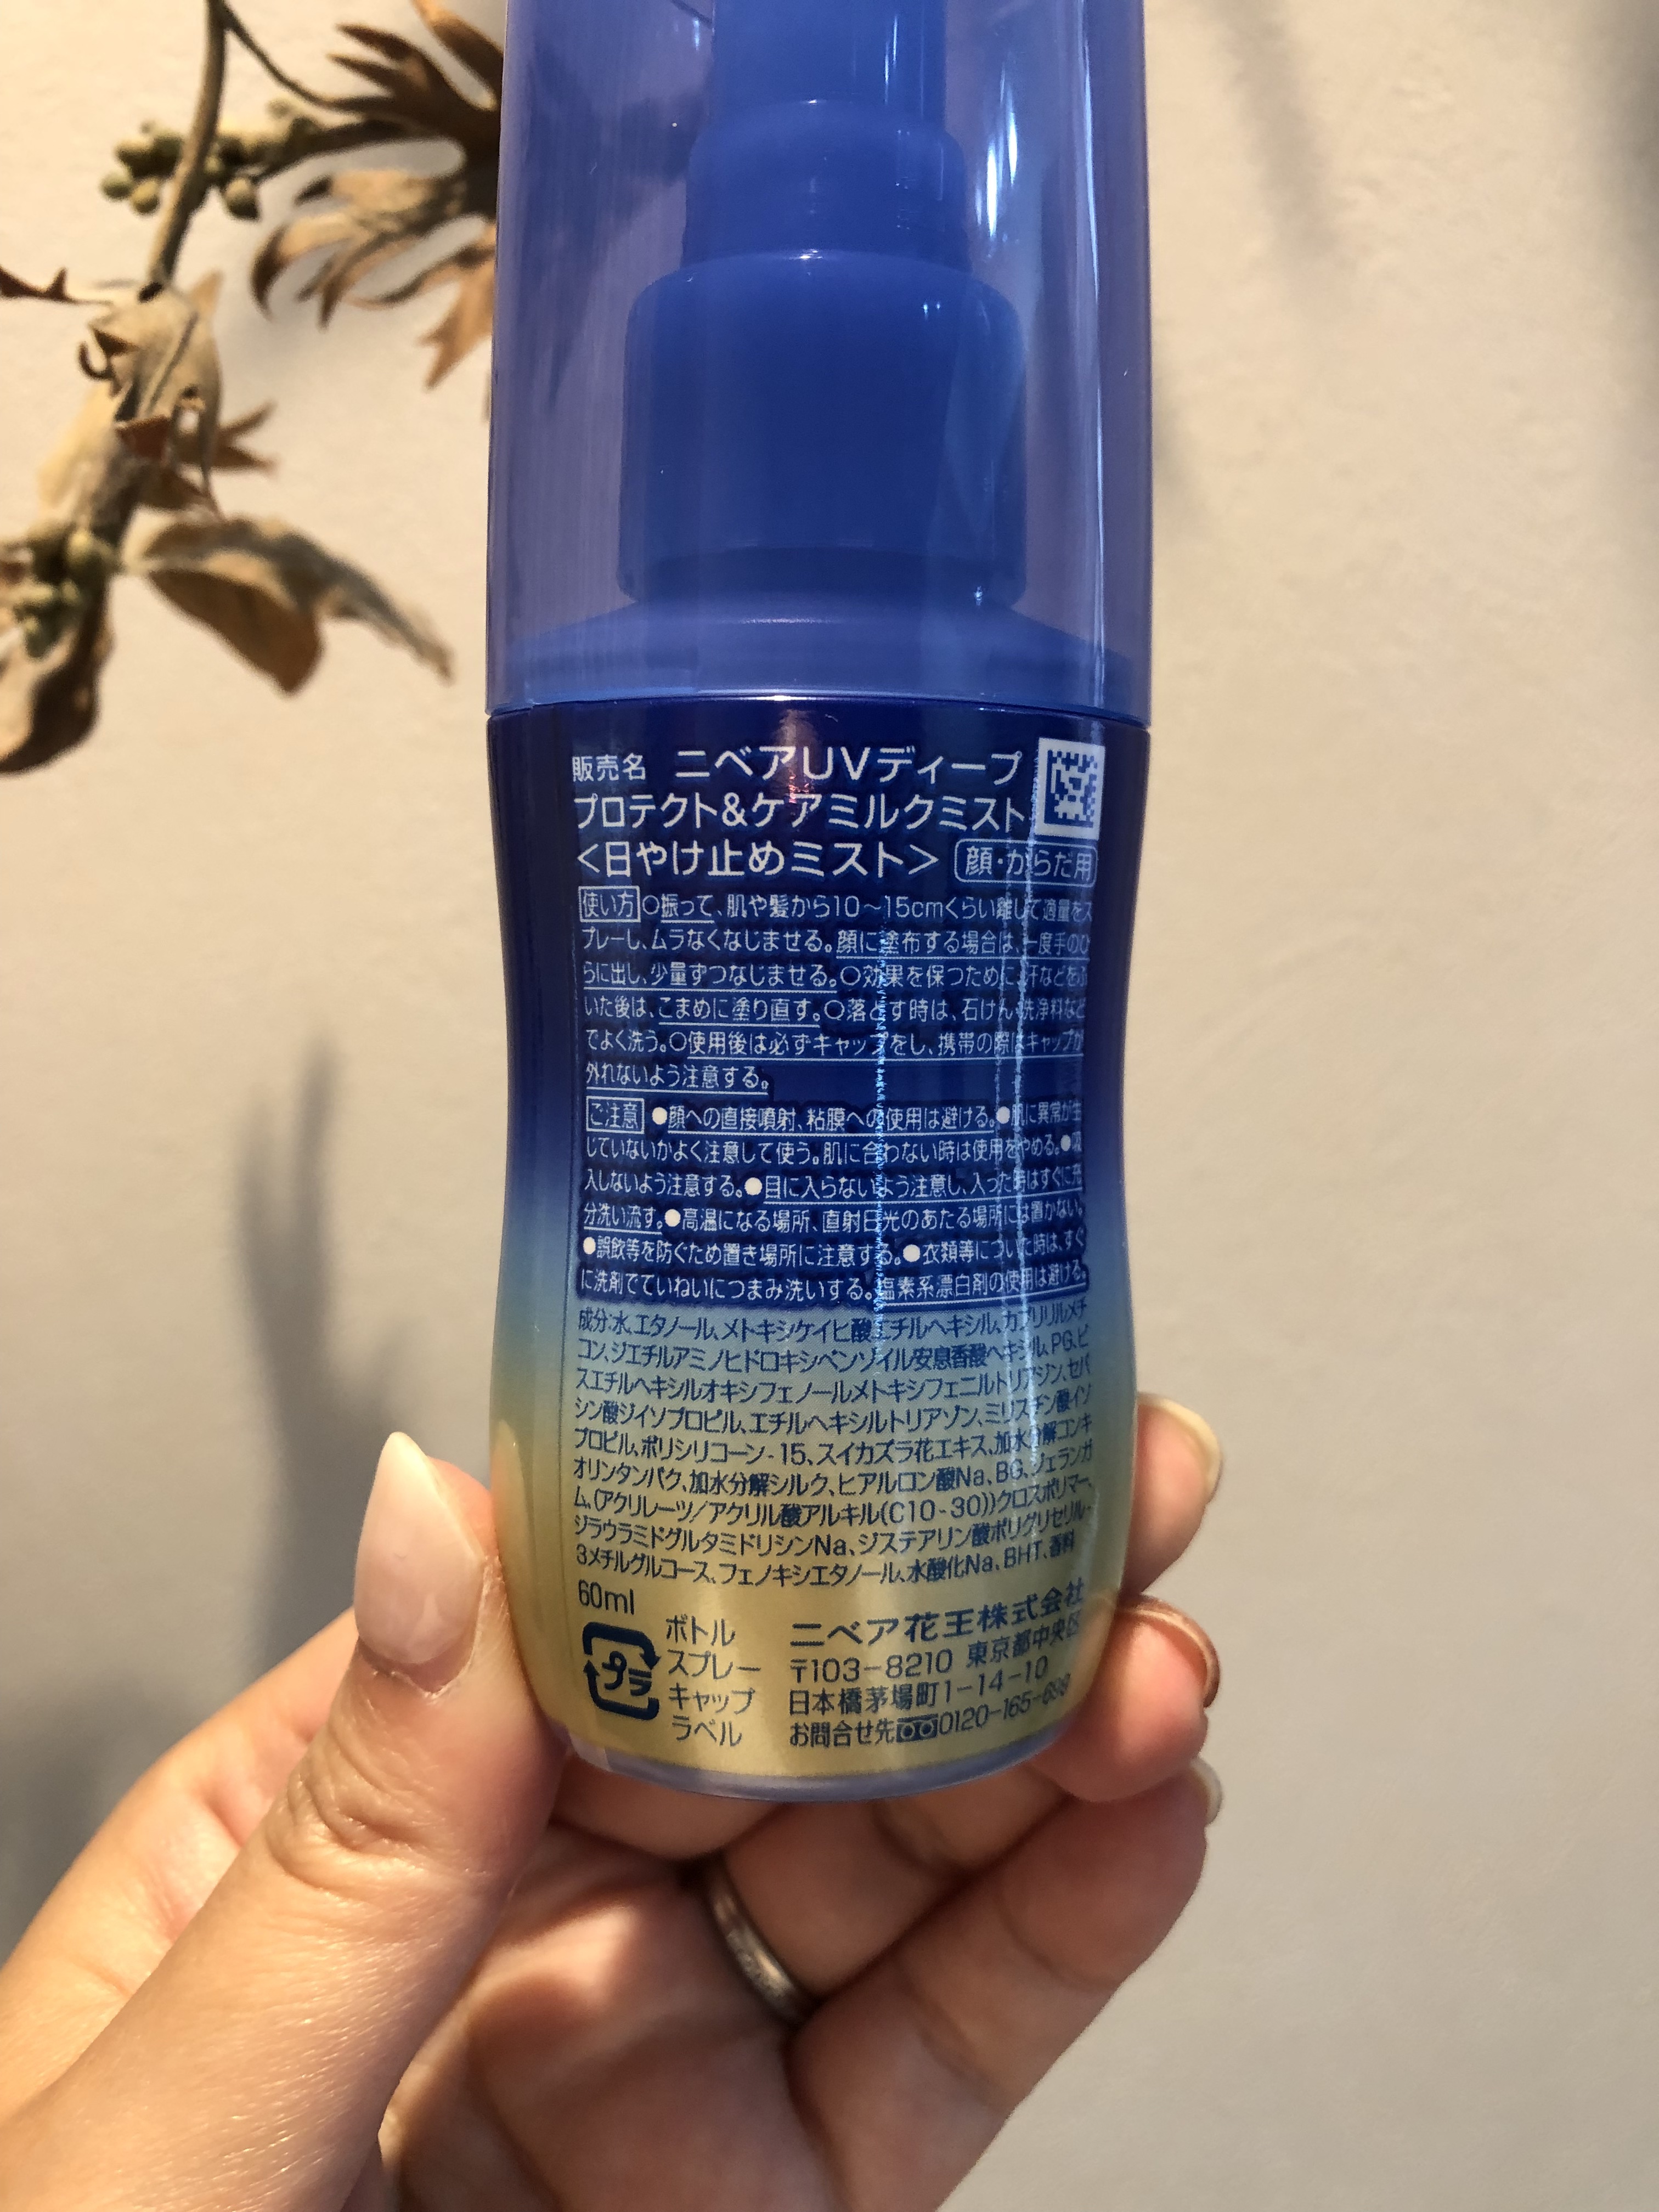 販売名 ニベアUVディープ
プロテクト&ケアミルクミスト
<日やけ止めミスト> 顔・からだ用
使い方 ○振って、肌や髪から10～15cmくらい離して適量をス
プレーし、ムラなくなじませる。顔に塗布する場合は、一度手のひ
らに出し、少量ずつなじませる。○効果を保つために、汗などをふ
いた後は、こまめに塗り直す。○落とす時は、石けん・洗浄料など
でよく洗う。○使用後は必ずキャップをし、携帯の際はキャップが
外れないよう注意する。
ご注意 ●顔への直接噴射、粘膜への使用は避ける。●肌に異常が生
じていないかよく注意して使う。肌に合わない時は使用をやめる。●吸
入しないよう注意する。●目に入らないよう注意し、入った時はすぐに充
分洗い流す。●高温になる場所、直射日光のあたる場所には置かない。
●誤飲等を防ぐため置き場所に注意する。●衣類等についた時は、すぐ
に洗剤でていねいにつまみ洗いする。塩素系漂白剤の使用は避ける。
成分:水、エタノール、メトキシケイヒ酸エチルヘキシル、カプリリルメチ
コン、ジエチルアミノヒドロキシベンゾイル安息香酸ヘキシル、PG、ビ
スエチルヘキシルオキシフェノールメトキシフェニルトリアジン、セバ
シン酸ジイソプロピル、エチルヘキシルトリアゾン、ミリスチン酸イソ
プロピル、ポリシリコーン-15、スイカズラ花エキス、加水分解コンキ
オリンタンパク、加水分解シルク、ヒアルロン酸Na、BG、ジェランガ
ム、(アクリレーツ/アクリル酸アルキル(C10-30))クロスポリマー、
ジラウラミドグルタミドリシンNa、ジステアリン酸ポリグリセリル-
3メチルグルコース、フェノキシエタノール、水酸化Na、BHT、香料
60ml
プラ
ボトル
スプレー
キャップ
ラベル
ニベア花王株式会社
〒103-8210 東京都中央区
日本橋茅場町1-14-10
お問合せ先 0120-165-699